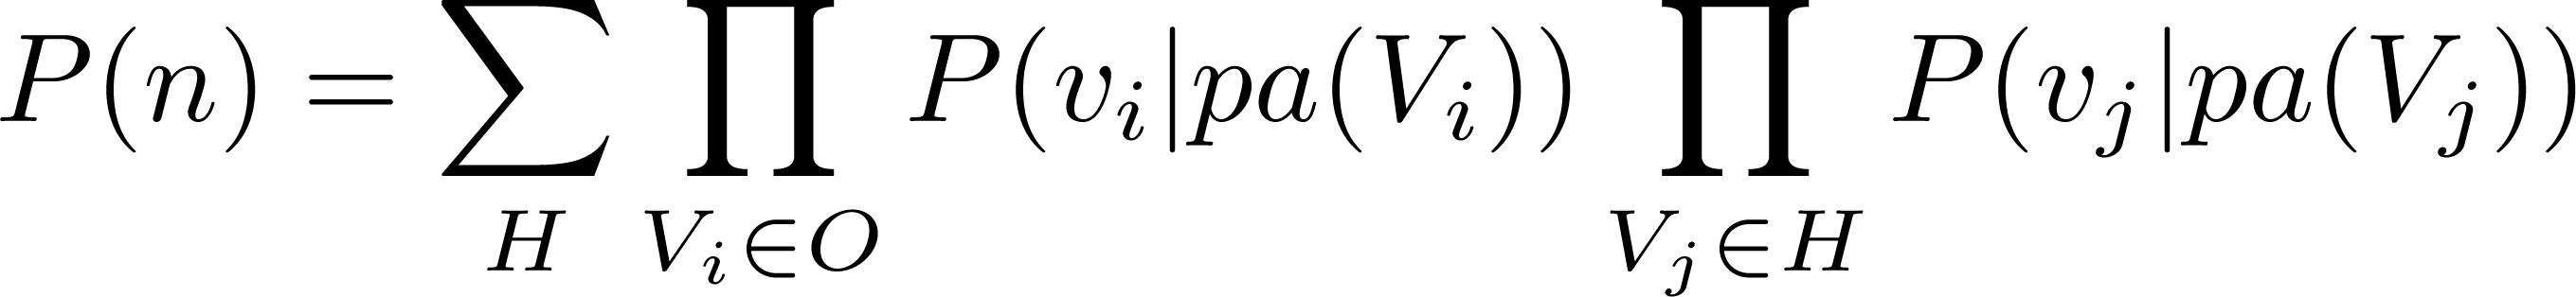 P(n) = \sum_{H} \prod_{V_i \in O} P(v_i|pa(V_i)) \prod_{V_j \in H} P(v_j|pa(V_j))